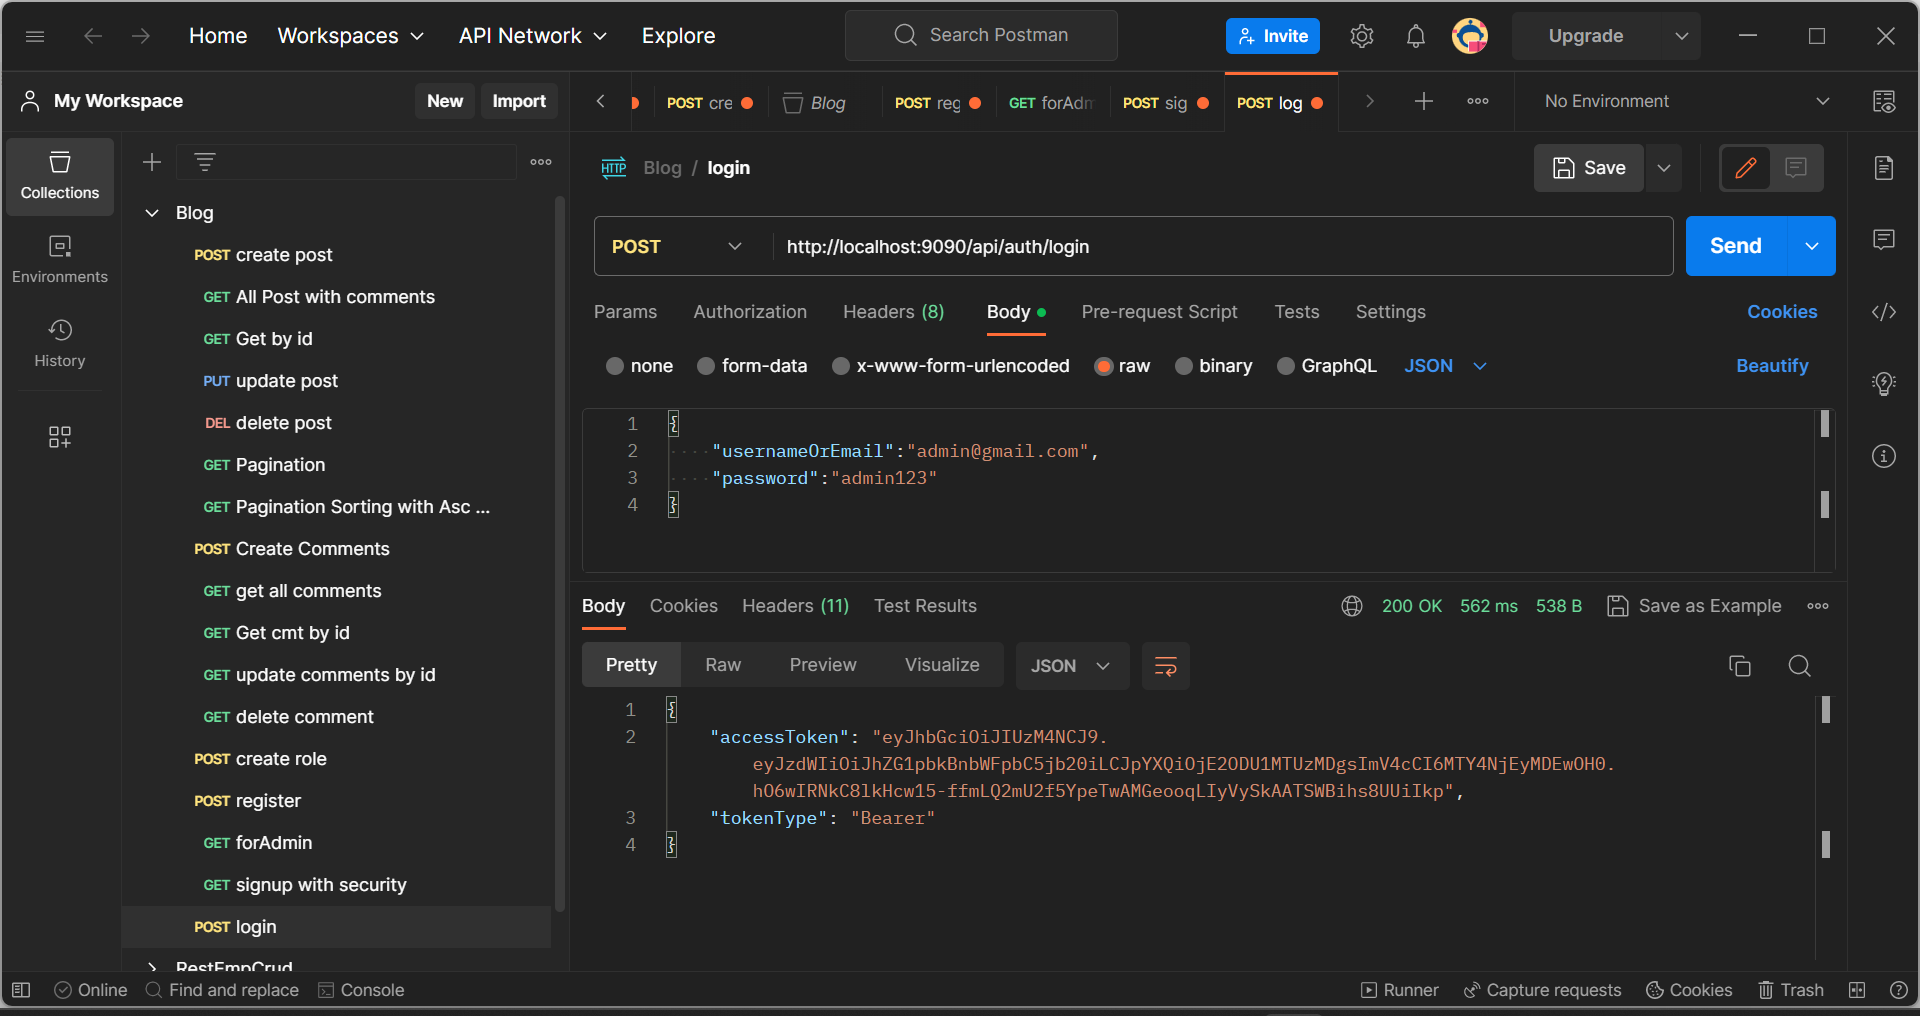 Home
Workspaces
API Network
Explore
Search Postman
Invite
Upgrade
My Workspace
New
Import
POST cre
Blog
POST reg
GET forAdm
POST sig
POST log
No Environment
Collections
Environments
History
Blog
POST create post
GET All Post with comments
GET Get by id
PUT update post
DEL delete post
GET Pagination
GET Pagination Sorting with Asc ...
POST Create Comments
GET get all comments
GET Get cmt by id
GET update comments by id
GET delete comment
POST create role
POST register
GET forAdmin
GET signup with security
POST login
RestEmpCrud
HTTP
Blog / login
Save
POST
http://localhost:9090/api/auth/login
Send
Params
Authorization
Headers (8)
Body
Pre-request Script
Tests
Settings
Cookies
none
form-data
x-www-form-urlencoded
raw
binary
GraphQL
JSON
Beautify
1 {
2 "usernameOrEmail":"admin@gmail.com",
3 "password":"admin123"
4 }
Body
Cookies
Headers (11)
Test Results
200 OK
562 ms
538 B
Save as Example
Pretty
Raw
Preview
Visualize
JSON
1 {
2 "accessToken": "eyJhbGciOiJIUzM4NCJ9.
eyJzdWIiOiJhZG1pbkBnbWFpbC5jb20iLCJpYXQiOjE2ODU1MTUzMDgsImV4cCI6MTY4NjEyMDEwOH0.
hO6wIRNkC8lkHcw15-ffmLQ2mU2f5YpeTwAMGeooqLIyVySkAATSWBihs8UUiIkp",
3 "tokenType": "Bearer"
4 }
Online
Find and replace
Console
Runner
Capture requests
Cookies
Trash